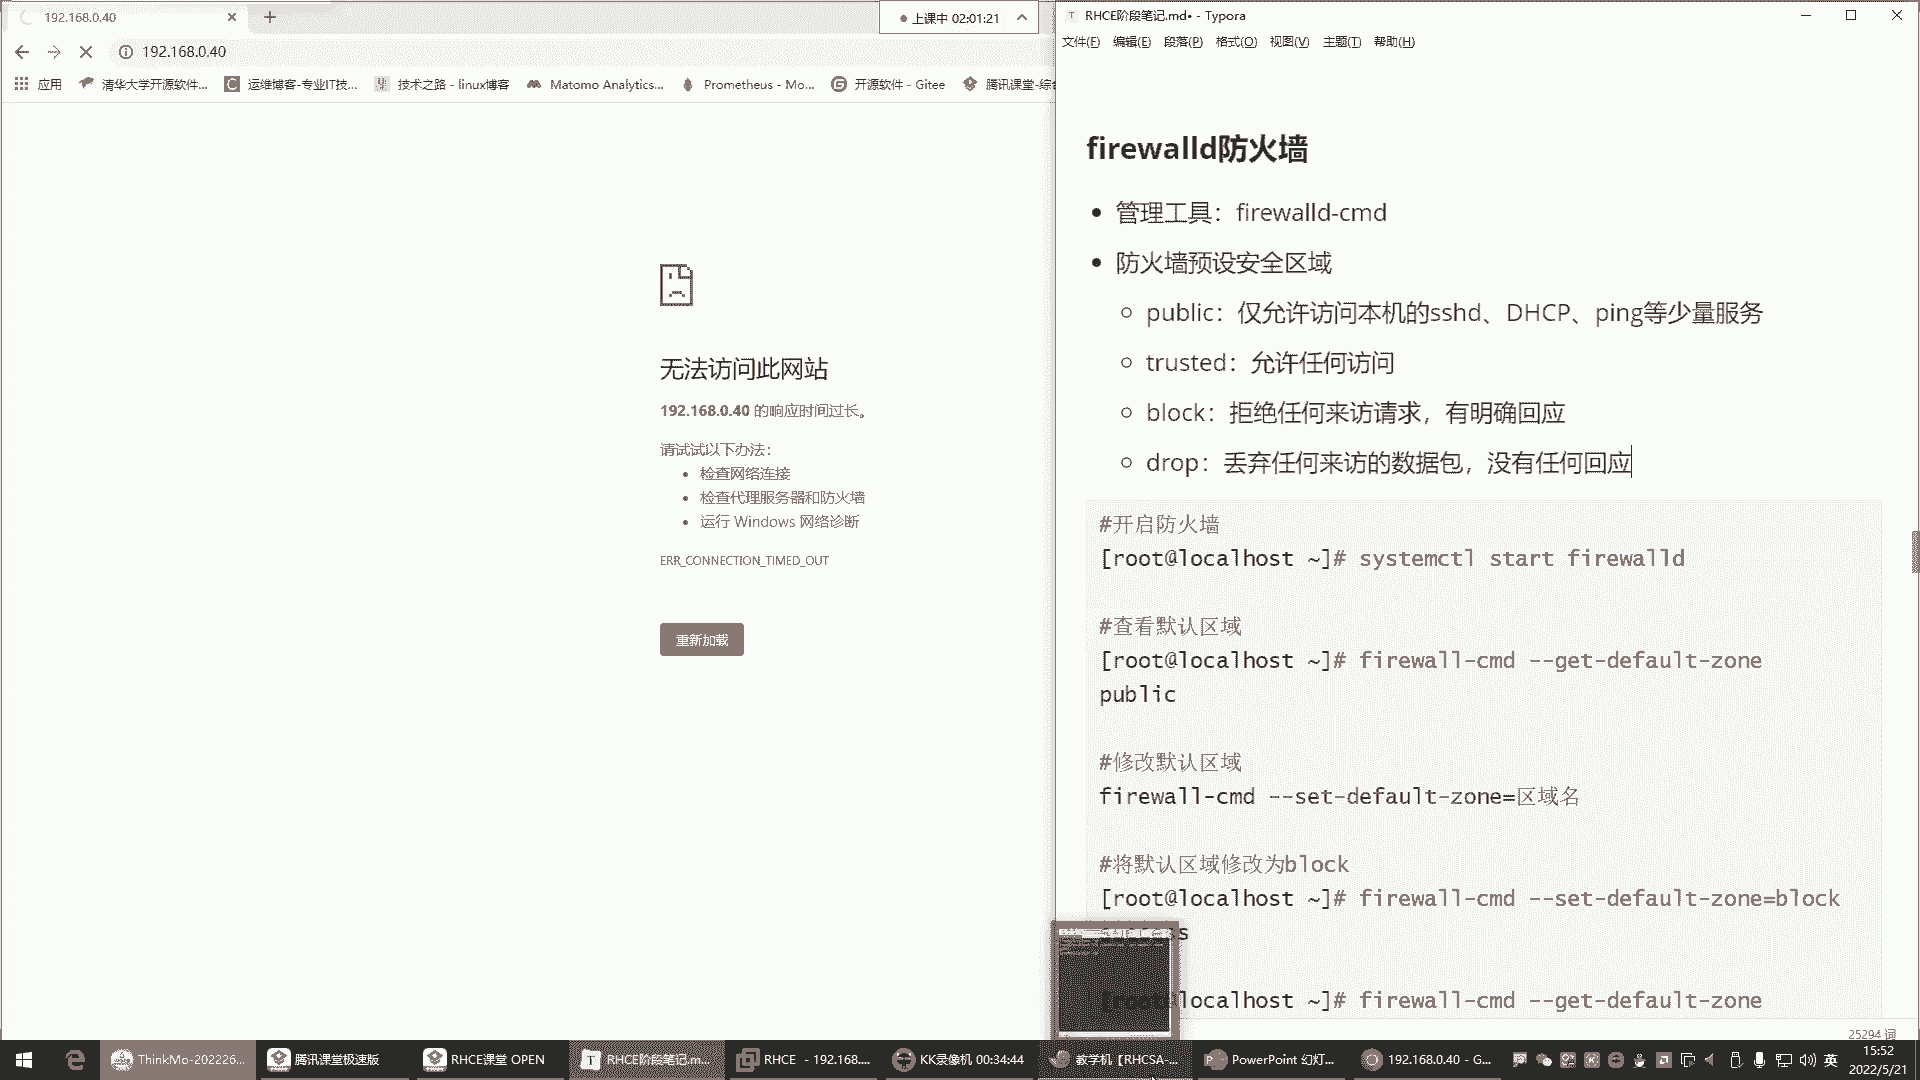 192.168.0.40
上课中 02:01:21
RHCE阶段笔记.md• - Typora
192.168.0.40
文件(F) 编辑(E) 段落(P) 格式(O) 视图(V) 主题(T) 帮助(H)
应用 清华大学开源软件... 运维博客-专业IT技... 技术之路 - linux博客 Matomo Analytics... Prometheus - Mo... 开源软件 - Gitee 腾讯课堂-综
无法访问此网站
192.168.0.40 的响应时间过长。
请试试以下办法：
检查网络连接
检查代理服务器和防火墙
运行 Windows 网络诊断
ERR_CONNECTION_TIMED_OUT
重新加载
firewalld防火墙
管理工具：firewalld-cmd
防火墙预设安全区域
public：仅允许访问本机的sshd、DHCP、ping等少量服务
trusted：允许任何访问
block：拒绝任何来访请求，有明确回应
drop：丢弃任何来访的数据包，没有任何回应
#开启防火墙
[root@localhost ~]# systemctl start firewalld
#查看默认区域
[root@localhost ~]# firewall-cmd --get-default-zone
public
#修改默认区域
firewall-cmd --set-default-zone=区域名
#将默认区域修改为block
[root@localhost ~]# firewall-cmd --set-default-zone=block
success
[root@localhost ~]# firewall-cmd --get-default-zone
25294 词
ThinkMo-202226... 腾讯课堂极速版 RHCE课堂 OPEN RHCE阶段笔记.m... RHCE - 192.168.... KK录像机 00:34:44 教学机【RHCSA-... PowerPoint 幻灯... 192.168.0.40 - G... 英
15:52
2022/5/21